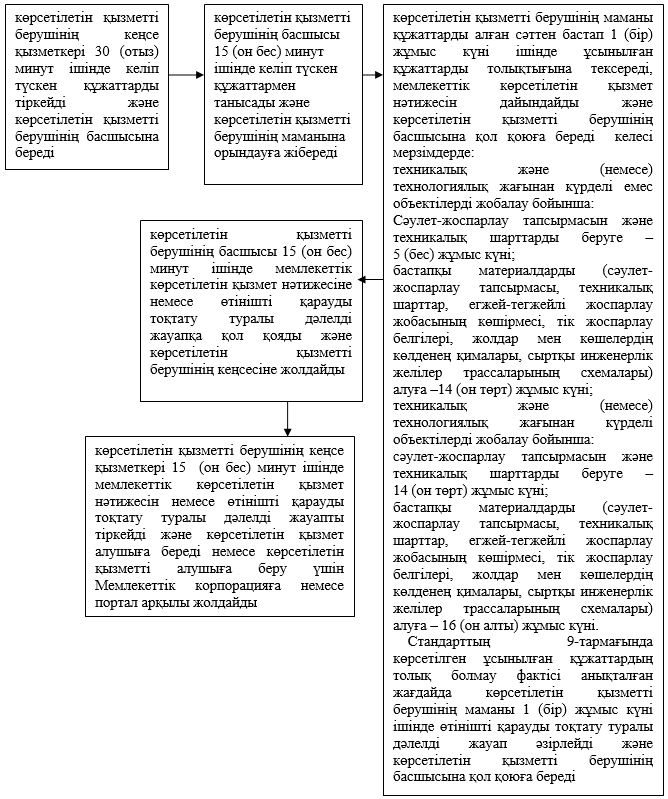 көрсетілетін қызметті
берушінің кеңсе
қызметкері 30 (отыз)
минут ішінде келіп
түскен құжаттарды
тіркейді және
көрсетілетін қызметті
берушінің басшысына
береді
көрсетілетін қызметті
берушінің басшысы
15 (он бес) минут
ішінде келіп түскен
құжаттармен
танысады және
көрсетілетін қызметті
берушінің маманына
орындауға жібереді
көрсетілетін қызметті берушінің маманы
құжаттарды алған сәттен бастап 1 (бір)
жұмыс күні ішінде ұсынылған
құжаттарды толықтығына тексереді,
мемлекеттік көрсетілетін қызмет
нәтижесін дайындайды және
көрсетілетін қызметті берушінің
басшысына қол қоюға береді келесі
мерзімдерде:
техникалық және (немесе)
технологиялық жағынан күрделі емес
объектілерді жобалау бойынша:
Сәулет-жоспарлау тапсырмасын және
техникалық шарттарды беруге –
5 (бес) жұмыс күні;
бастапқы материалдарды (сәулет-
жоспарлау тапсырмасы, техникалық
шарттар, егжей-тегжейлі жоспарлау
жобасының көшірмесі, тік жоспарлау
белгілері, жолдар мен көшелердің
көлденең қималары, сыртқы инженерлік
желілер трассаларының схемалары)
алуға –14 (он төрт) жұмыс күні;
техникалық және (немесе)
технологиялық жағынан күрделі
объектілерді жобалау бойынша:
сәулет-жоспарлау тапсырмасын және
техникалық шарттарды беруге –
14 (он төрт) жұмыс күні;
бастапқы материалдарды (сәулет-
жоспарлау тапсырмасы, техникалық
шарттар, егжей-тегжейлі жоспарлау
жобасының көшірмесі, тік жоспарлау
белгілері, жолдар мен көшелердің
көлденең қималары, сыртқы инженерлік
желілер трассаларының схемалары)
алуға – 16 (он алты) жұмыс күні.
Стандарттың 9-тармағында
көрсетілген ұсынылған құжаттардың
толық болмау фактісі анықталған
жағдайда көрсетілетін қызметті
берушінің маманы 1 (бір) жұмыс күні
ішінде өтінішті қарауды тоқтату туралы
дәлелді жауап әзірлейді және
көрсетілетін қызметті берушінің
басшысына қол қоюға береді
көрсетілетін қызметті
берушінің басшысы 15 (он бес)
минут ішінде мемлекеттік
көрсетілетін қызмет нәтижесіне
немесе өтінішті қарауды
тоқтату туралы дәлелді
жауапқа қол қояды және
көрсетілетін қызметті
берушінің кеңсесіне жолдайды
көрсетілетін қызметті берушінің кеңсе
қызметкері 15 (он бес) минут ішінде
мемлекеттік көрсетілетін қызмет
нәтижесін немесе өтінішті қарауды
тоқтату туралы дәлелді жауапты
тіркейді және көрсетілетін қызмет
алушыға береді немесе көрсетілетін
қызметті алушыға беру үшін
Мемлекеттік корпорацияға немесе
портал арқылы жолдайды